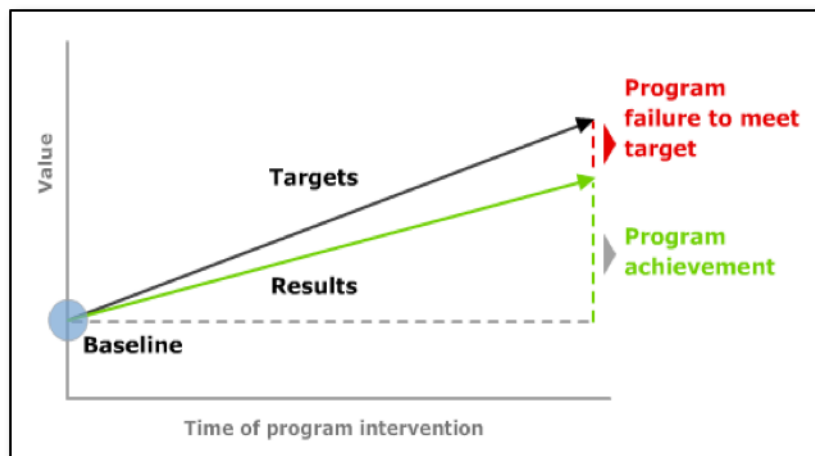 Program
failure to meet
target
Value
Targets
Program
achievement
Results
Baseline
Time of program intervention